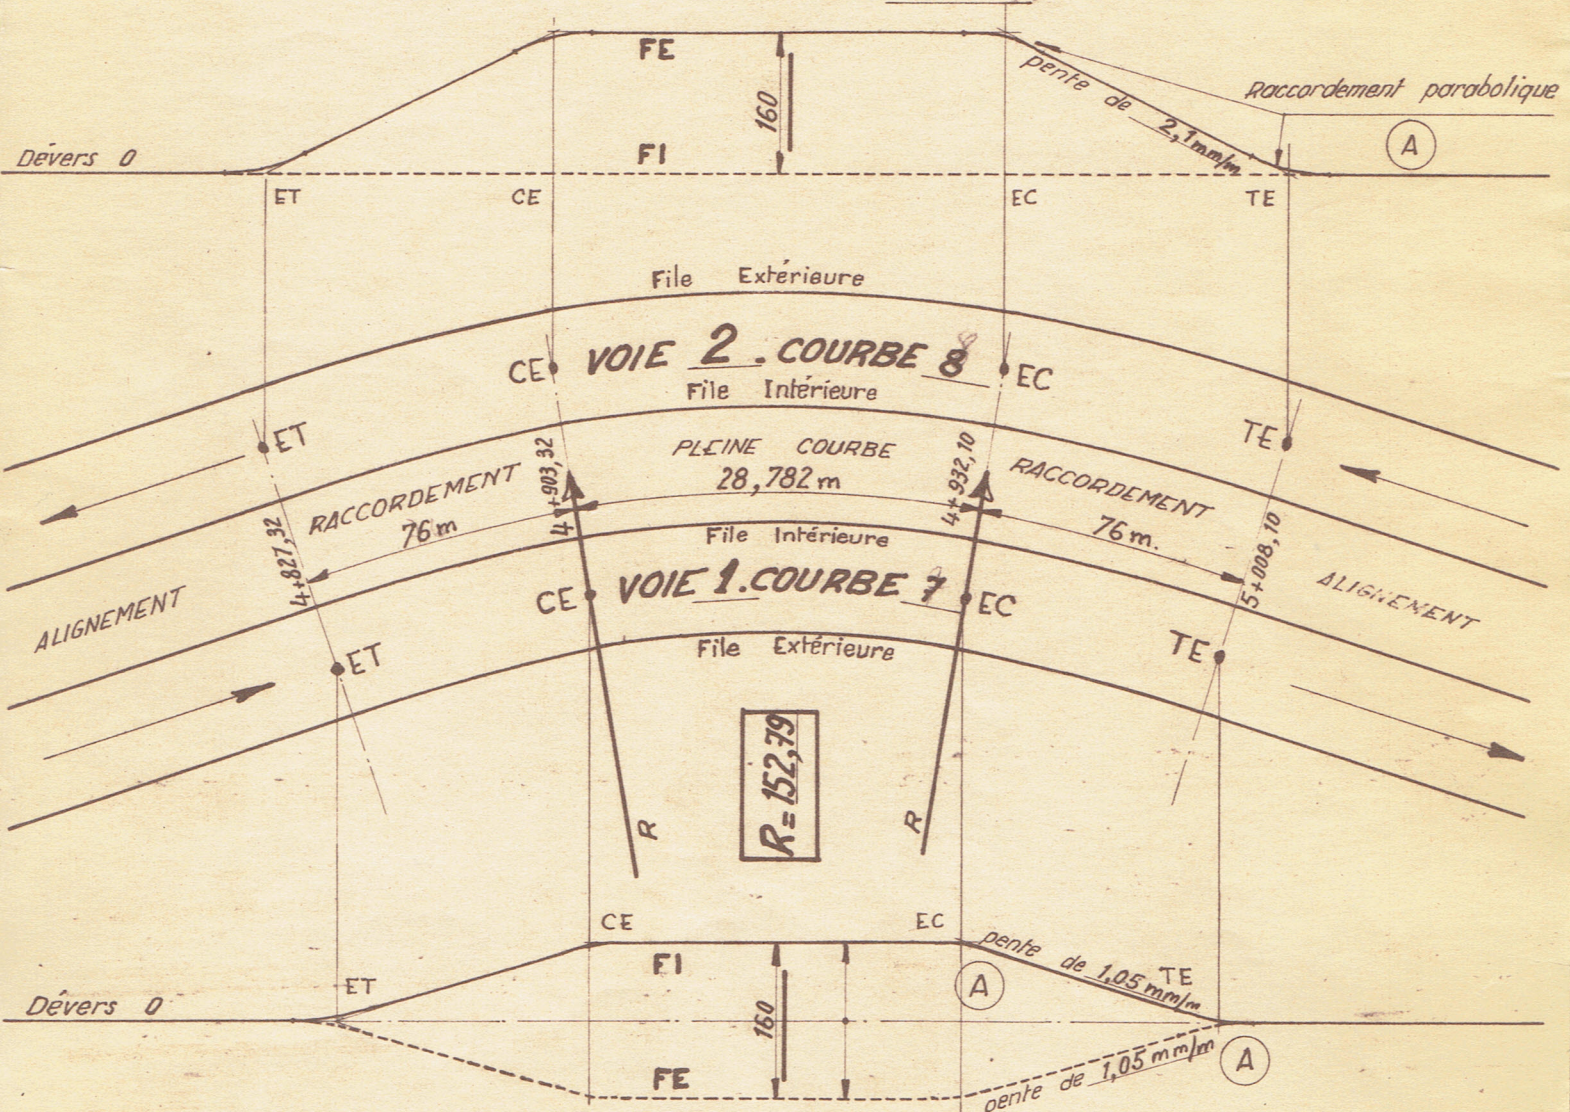 FE
160
FI
pente de 2,1 mm/m
Raccordement parabolique
A
Dévers 0
ET
CE
EC
TE
File Extérieure
CE VOIE 2 . COURBE 8 EC
File Intérieure
ET
TE
4+903,32
PLEINE COURBE
28,782 m
4+932,10
RACCORDEMENT
76 m
RACCORDEMENT
76 m.
4+827,32
5+008,10
File Intérieure
ALIGNEMENT
ALIGNEMENT
CE VOIE 1. COURBE 7 EC
File Extérieure
ET
TE
R=152,79
R
R
CE
EC
pente de 1,05 mm/m
FI
A
TE
ET
Dévers 0
160
FE
pente de 1,05 mm/m
A